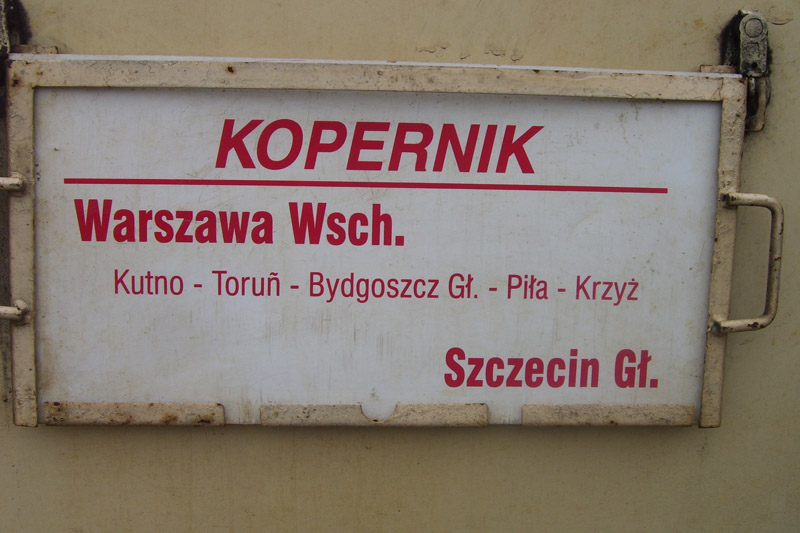 KOPERNIK
Warszawa Wsch.
Kutno - Toruñ - Bydgoszcz Gł. - Piła - Krzyż
Szczecin Gł.